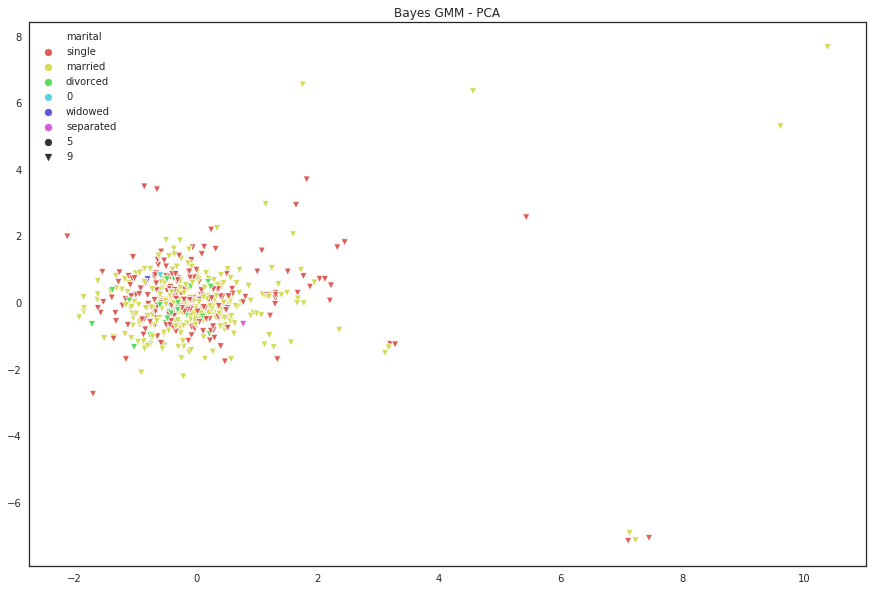 Bayes GMM - PCA
marital
single
married
divorced
0
widowed
separated
5
9
8
6
4
2
0
−2
−4
−6
−2 0 2 4 6 8 10